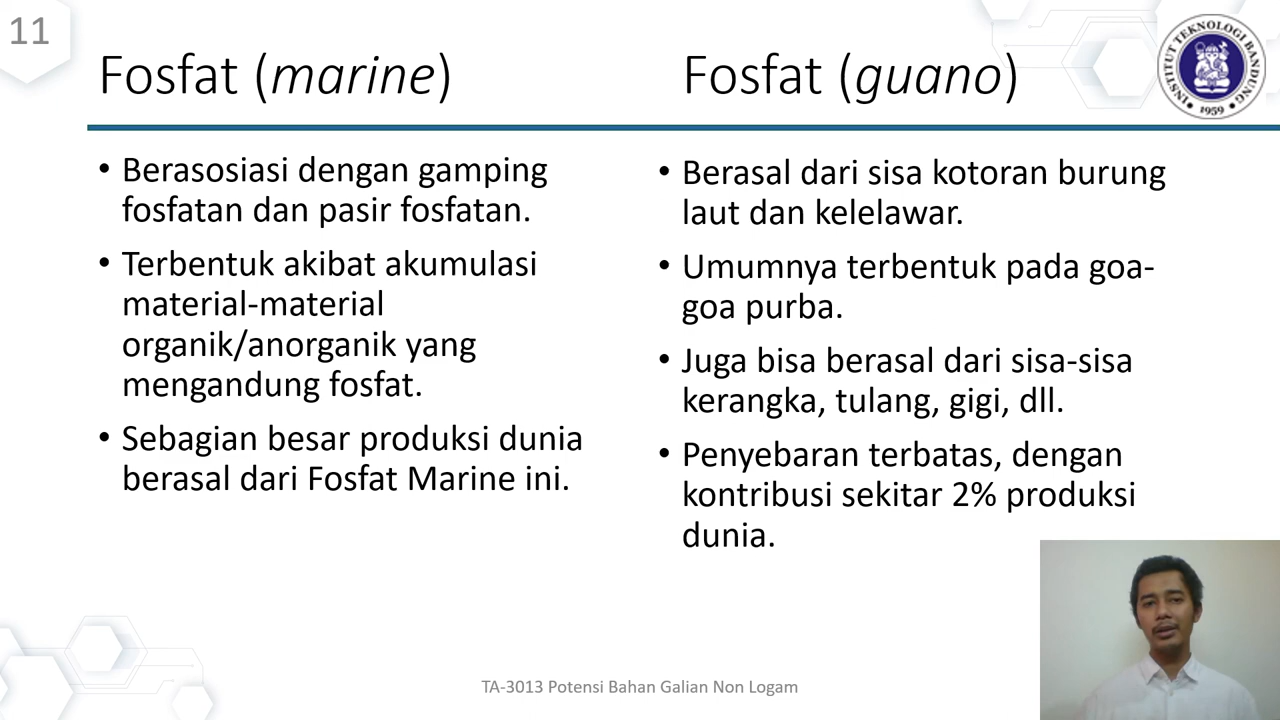 11
Fosfat (marine)
Berasosiasi dengan gamping
fosfatan dan pasir fosfatan.
Terbentuk akibat akumulasi
material-material
organik/anorganik yang
mengandung fosfat.
Sebagian besar produksi dunia
berasal dari Fosfat Marine ini.
Fosfat (guano)
Berasal dari sisa kotoran burung
laut dan kelelawar.
Umumnya terbentuk pada goa-
goa purba.
Juga bisa berasal dari sisa-sisa
kerangka, tulang, gigi, dll.
Penyebaran terbatas, dengan
kontribusi sekitar 2% produksi
dunia.
INSTITUT TEKNOLOGI BANDUNG
1959
TA-3013 Potensi Bahan Galian Non Logam